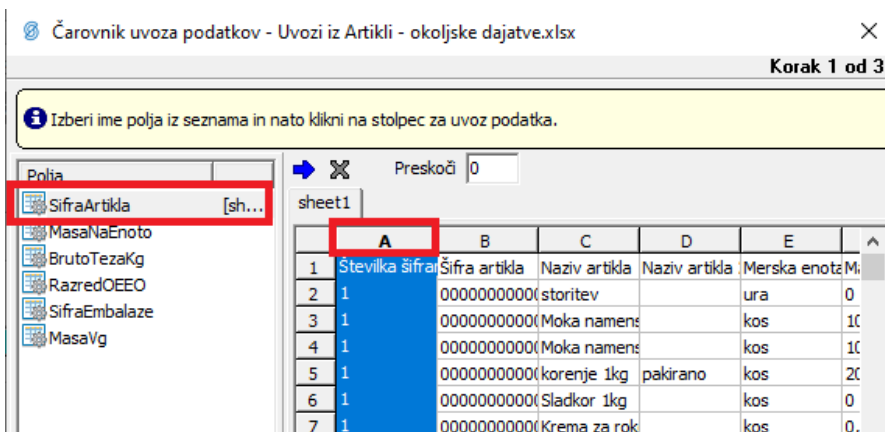 Čarovnik uvoza podatkov - Uvozi iz Artikli - okoljske dajatve.xlsx
Korak 1 od 3
Izberi ime polja iz seznama in nato klikni na stolpec za uvoz podatka.
Polja
Preskoči 0
SifraArtikla [sh...
sheet1
MasaNaEnoto
BrutoTezaKg
RazredOEEO
SifraEmbalaze
MasaVg
A B C D E
1 Številka šifrar Šifra artikla Naziv artikla Naziv artikla Merska enota
2 1 00000000000 storitev ura 0
3 1 00000000000 Moka namens kos 10
4 1 00000000000 Moka namens kos 10
5 1 00000000000 korenje 1kg pakirano kos 20
6 1 00000000000 Sladkor 1kg kos 0
7 1 00000000000 Krema za rok kos 0,